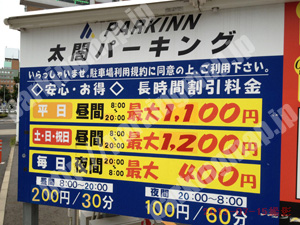 PARKINN
太閤パーキング
いらっしゃいませ。駐車場利用規約に同意の上、ご利用下さい。
◇安心・お得◇ 長時間割引料金
平日 昼間 8:00 20:00 最大1,100円
土・日・祝日 昼間 8:00 20:00 最大1,200円
毎日 夜間 20:00 8:00 最大 400円
昼間 8:00〜20:00 夜間 20:00〜8:00
200円/30分 100円/60分